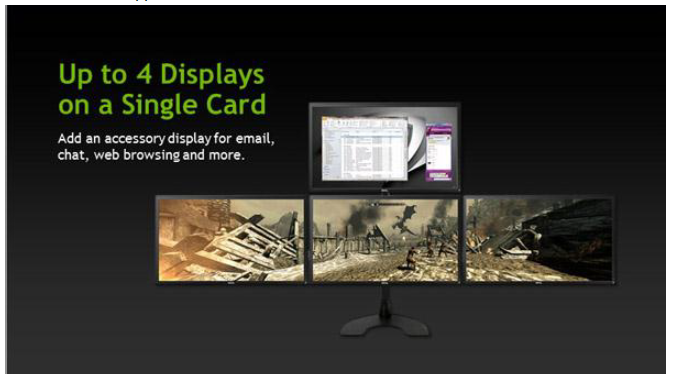 Up to 4 Displays
on a Single Card
Add an accessory display for email,
chat, web browsing and more.